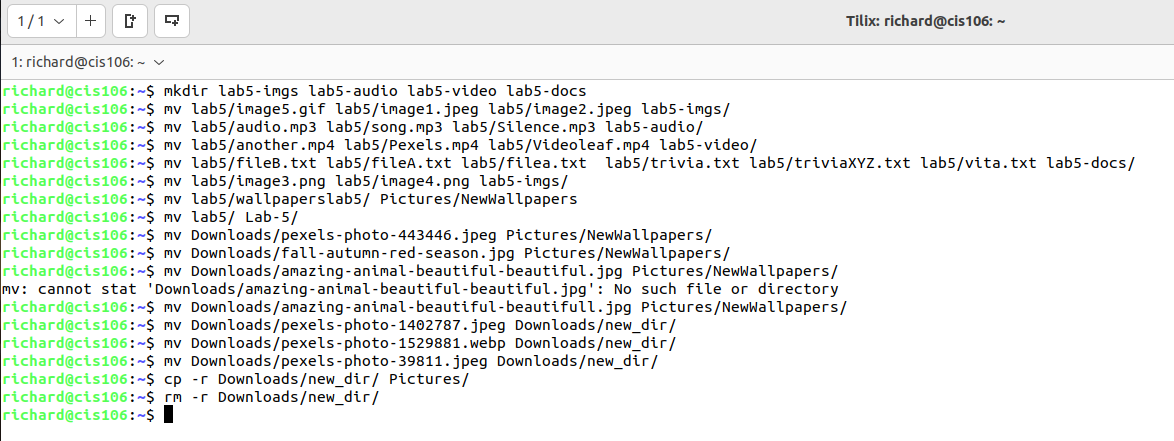 1 / 1
Tilix: richard@cis106: ~
1: richard@cis106: ~
richard@cis106:~$ mkdir lab5-imgs lab5-audio lab5-video lab5-docs
richard@cis106:~$ mv lab5/image5.gif lab5/image1.jpeg lab5/image2.jpeg lab5-imgs/
richard@cis106:~$ mv lab5/audio.mp3 lab5/song.mp3 lab5/Silence.mp3 lab5-audio/
richard@cis106:~$ mv lab5/another.mp4 lab5/Pexels.mp4 lab5/Videoleaf.mp4 lab5-video/
richard@cis106:~$ mv lab5/fileB.txt lab5/fileA.txt lab5/filea.txt  lab5/trivia.txt lab5/triviaXYZ.txt lab5/vita.txt lab5-docs/
richard@cis106:~$ mv lab5/image3.png lab5/image4.png lab5-imgs/
richard@cis106:~$ mv lab5/wallpaperslab5/ Pictures/NewWallpapers
richard@cis106:~$ mv lab5/ Lab-5/
richard@cis106:~$ mv Downloads/pexels-photo-443446.jpeg Pictures/NewWallpapers/
richard@cis106:~$ mv Downloads/fall-autumn-red-season.jpg Pictures/NewWallpapers/
richard@cis106:~$ mv Downloads/amazing-animal-beautiful-beautiful.jpg Pictures/NewWallpapers/
mv: cannot stat 'Downloads/amazing-animal-beautiful-beautiful.jpg': No such file or directory
richard@cis106:~$ mv Downloads/amazing-animal-beautiful-beautifull.jpg Pictures/NewWallpapers/
richard@cis106:~$ mv Downloads/pexels-photo-1402787.jpeg Downloads/new_dir/
richard@cis106:~$ mv Downloads/pexels-photo-1529881.webp Downloads/new_dir/
richard@cis106:~$ mv Downloads/pexels-photo-39811.jpeg Downloads/new_dir/
richard@cis106:~$ cp -r Downloads/new_dir/ Pictures/
richard@cis106:~$ rm -r Downloads/new_dir/
richard@cis106:~$